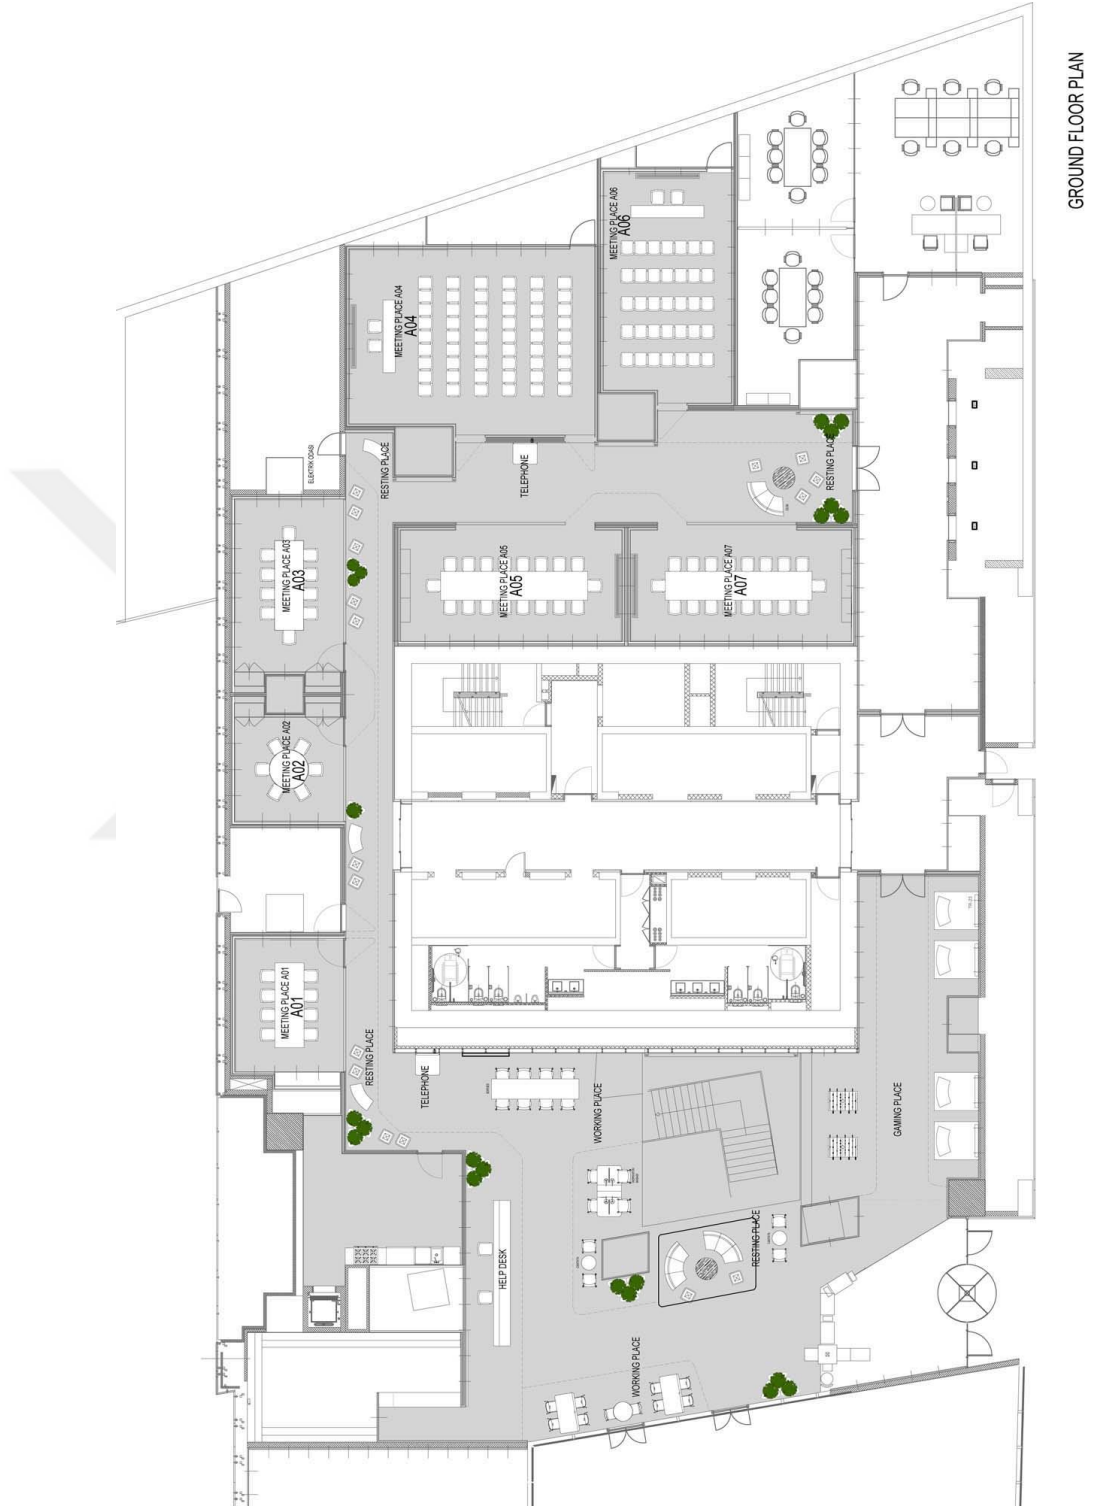 GROUND FLOOR PLAN
MEETING PLACE A06
A06
MEETING PLACE A04
A04
ELEKTRİK ODASI
RESTING PLACE
TELEPHONE
RESTING PLACE
MEETING PLACE A03
A03
MEETING PLACE A05
A05
MEETING PLACE A07
A07
MEETING PLACE A02
A02
MEETING PLACE A01
A01
RESTING PLACE
TELEPHONE
WORKING PLACE
GAMING PLACE
HELP DESK
RESTING PLACE
WORKING PLACE